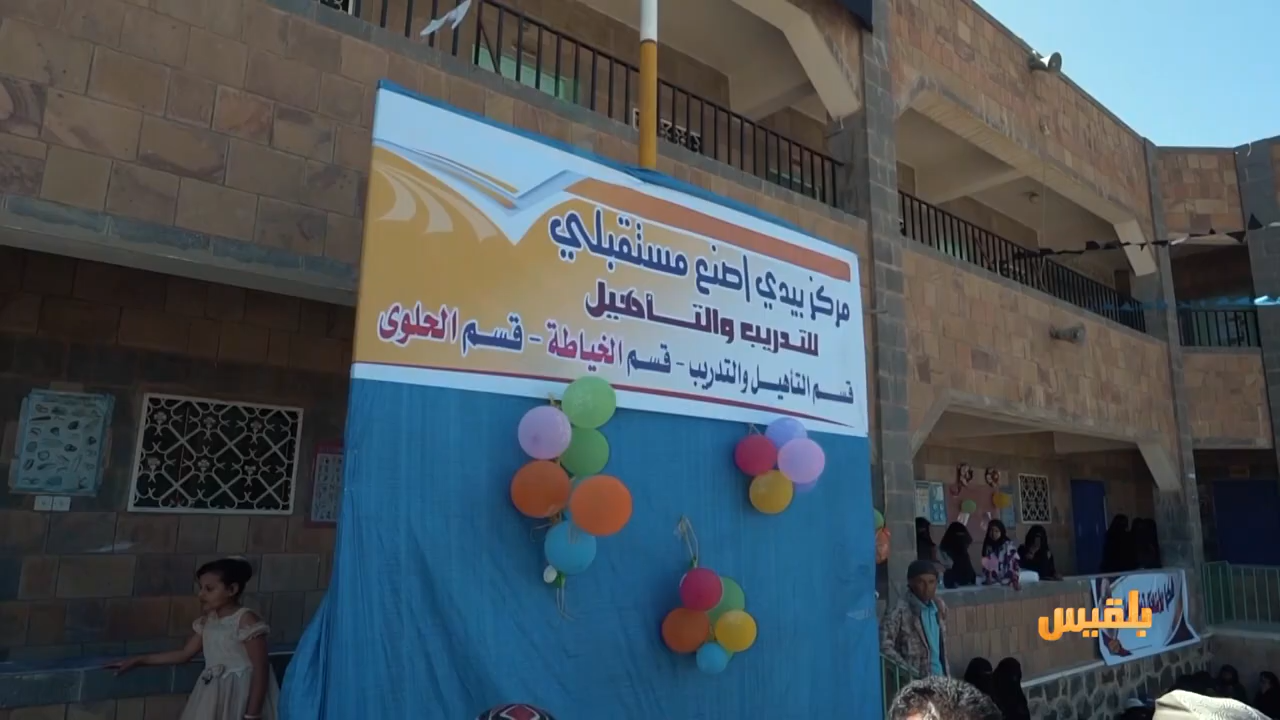 مركز بيدي أصنع مستقبلي
للتدريب والتأهيل
قسم التأهيل والتدريب - قسم الخياطة - قسم الحلوى
بلقيس